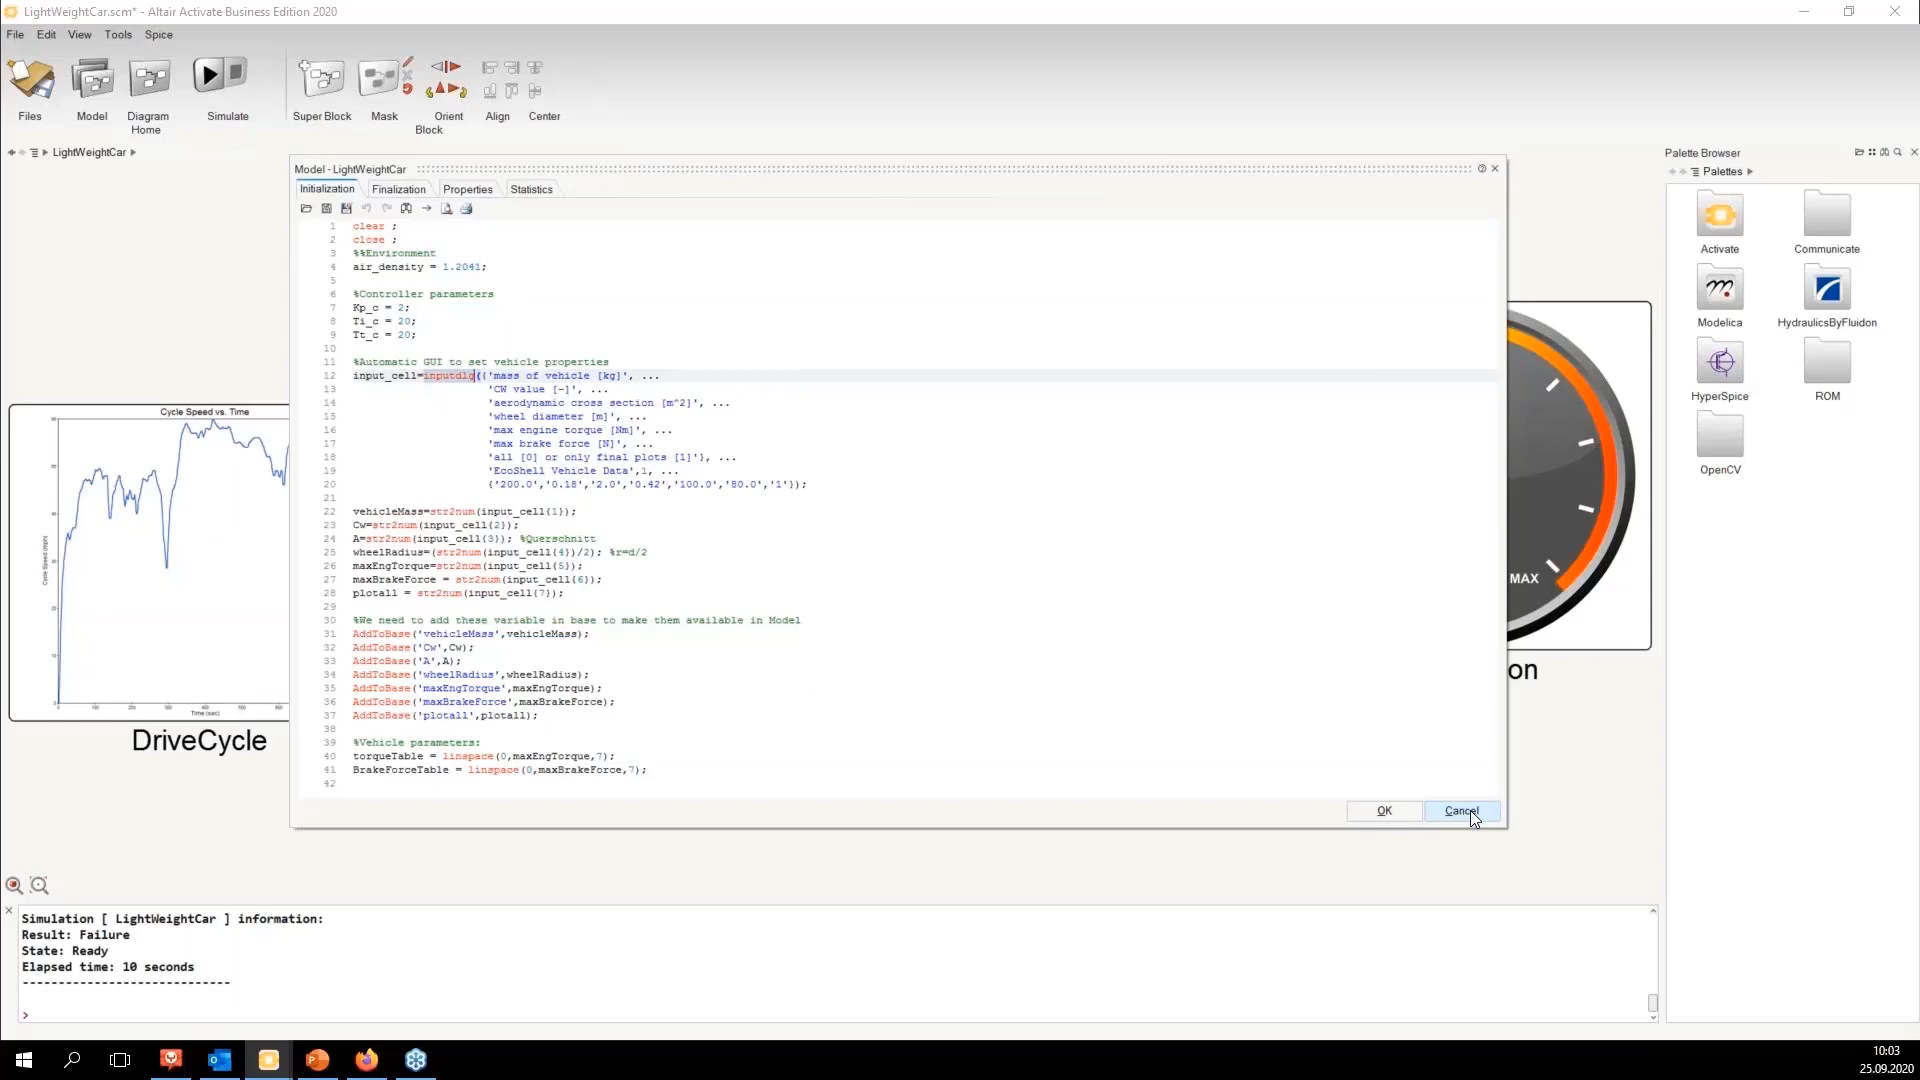 LightWeightCar.scm* - Altair Activate Business Edition 2020
File Edit View Tools Spice
Files Model Diagram Home Simulate Super Block Mask Orient Block Align Center
LightWeightCar
Model - LightWeightCar
Initialization Finalization Properties Statistics
1 clear ;
2 close ;
3 %%Environment
4 air_density = 1.2041;
5
6 %Controller parameters
7 Kp_c = 2;
8 Ti_c = 20;
9 Tt_c = 20;
10
11 %Automatic GUI to set vehicle properties
12 input_cell=inputdlg({'mass of vehicle [kg]', ...
13 'CW value [-]', ...
14 'aerodynamic cross section [m^2]', ...
15 'wheel diameter [m]', ...
16 'max engine torque [Nm]', ...
17 'max brake force [N]', ...
18 'all [0] or only final plots [1]'}, ...
19 'EcoShell Vehicle Data',1, ...
20 {'200.0','0.18','2.0','0.42','100.0','80.0','1'});
21
22 vehicleMass=str2num(input_cell{1});
23 Cw=str2num(input_cell{2});
24 A=str2num(input_cell{3}); %Querschnitt
25 wheelRadius=(str2num(input_cell{4})/2); %r=d/2
26 maxEngTorque=str2num(input_cell{5});
27 maxBrakeForce = str2num(input_cell{6});
28 plotall = str2num(input_cell{7});
29
30 %We need to add these variable in base to make them available in Model
31 AddToBase('vehicleMass',vehicleMass);
32 AddToBase('Cw',Cw);
33 AddToBase('A',A);
34 AddToBase('wheelRadius',wheelRadius);
35 AddToBase('maxEngTorque',maxEngTorque);
36 AddToBase('maxBrakeForce',maxBrakeForce);
37 AddToBase('plotall',plotall);
38
39 %Vehicle parameters:
40 torqueTable = linspace(0,maxEngTorque,7);
41 BrakeForceTable = linspace(0,maxBrakeForce,7);
42
OK Cancel
Cycle Speed vs. Time
Cycle Speed (mph)
Time (sec)
DriveCycle
MAX
on
Palette Browser
Palettes
Activate Communicate
Modelica HydraulicsByFluidon
HyperSpice ROM
OpenCV
Simulation [ LightWeightCar ] information:
Result: Failure
State: Ready
Elapsed time: 10 seconds
-----------------------------
>
10:03
25.09.2020